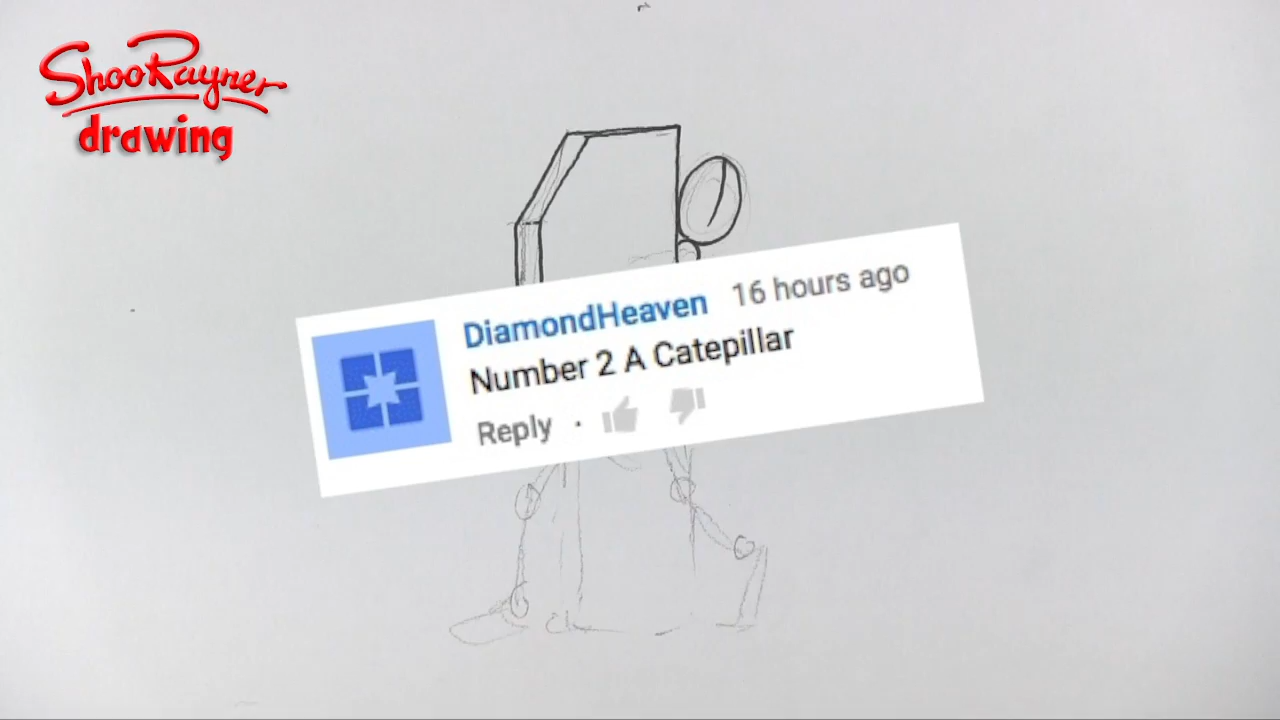 ShooRayner
drawing
DiamondHeaven 16 hours ago
Number 2 A Catepillar
Reply ·